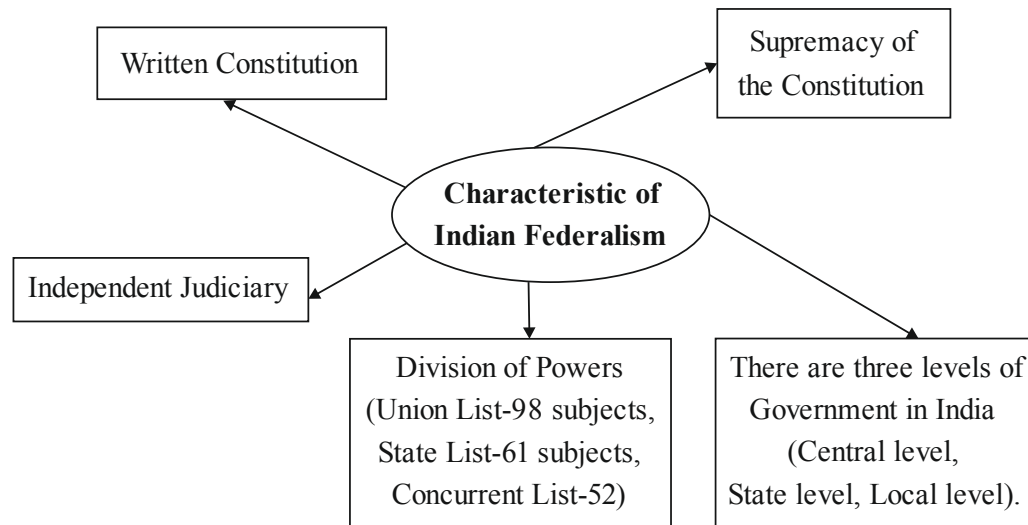 Written Constitution
Supremacy of
the Constitution
Characteristic of
Indian Federalism
Independent Judiciary
Division of Powers
(Union List-98 subjects,
State List-61 subjects,
Concurrent List-52)
There are three levels of
Government in India
(Central level,
State level, Local level).